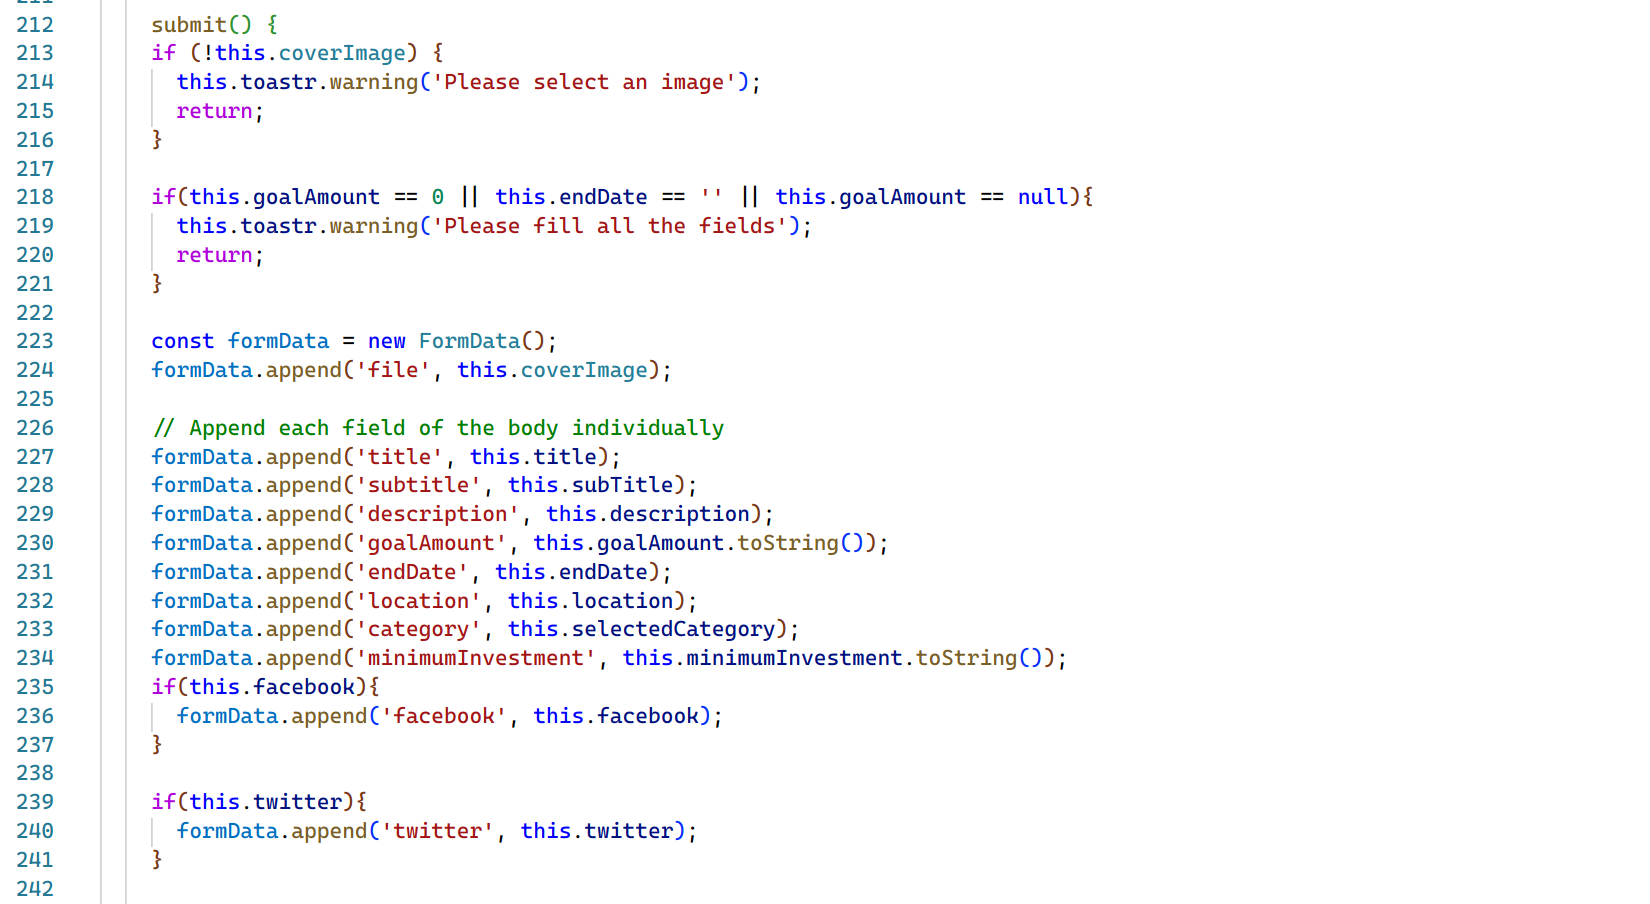 212 submit() {
213 if (!this.coverImage) {
214 this.toastr.warning('Please select an image');
215 return;
216 }
217
218 if(this.goalAmount == 0 || this.endDate == '' || this.goalAmount == null){
219 this.toastr.warning('Please fill all the fields');
220 return;
221 }
222
223 const formData = new FormData();
224 formData.append('file', this.coverImage);
225
226 // Append each field of the body individually
227 formData.append('title', this.title);
228 formData.append('subtitle', this.subTitle);
229 formData.append('description', this.description);
230 formData.append('goalAmount', this.goalAmount.toString());
231 formData.append('endDate', this.endDate);
232 formData.append('location', this.location);
233 formData.append('category', this.selectedCategory);
234 formData.append('minimumInvestment', this.minimumInvestment.toString());
235 if(this.facebook){
236 formData.append('facebook', this.facebook);
237 }
238
239 if(this.twitter){
240 formData.append('twitter', this.twitter);
241 }
242